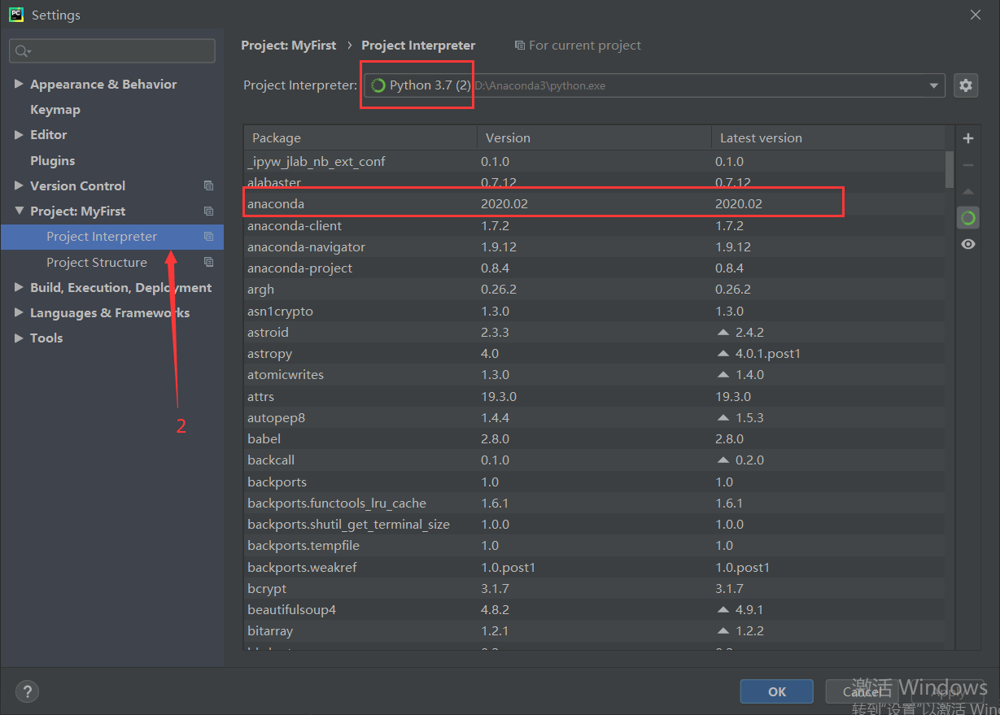 Settings
Project: MyFirst › Project Interpreter For current project
Project Interpreter: Python 3.7 (2) D:\Anaconda3\python.exe
Appearance & Behavior
Keymap
Editor
Plugins
Version Control
Project: MyFirst
Project Interpreter
Project Structure
Build, Execution, Deployment
Languages & Frameworks
Tools
2
Package Version Latest version
_ipyw_jlab_nb_ext_conf 0.1.0 0.1.0
alabaster 0.7.12 0.7.12
anaconda 2020.02 2020.02
anaconda-client 1.7.2 1.7.2
anaconda-navigator 1.9.12 1.9.12
anaconda-project 0.8.4 0.8.4
argh 0.26.2 0.26.2
asn1crypto 1.3.0 1.3.0
astroid 2.3.3 2.4.2
astropy 4.0 4.0.1.post1
atomicwrites 1.3.0 1.4.0
attrs 19.3.0 19.3.0
autopep8 1.4.4 1.5.3
babel 2.8.0 2.8.0
backcall 0.1.0 0.2.0
backports 1.0 1.0
backports.functools_lru_cache 1.6.1 1.6.1
backports.shutil_get_terminal_size 1.0.0 1.0.0
backports.tempfile 1.0 1.0
backports.weakref 1.0.post1 1.0.post1
bcrypt 3.1.7 3.1.7
beautifulsoup4 4.8.2 4.9.1
bitarray 1.2.1 1.2.2
? OK Cancel Apply
激活 Windows
转到"设置"以激活 Win